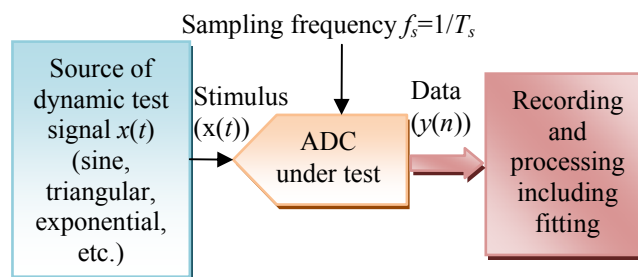 Sampling frequency fs=1/Ts
Source of
dynamic test
signal x(t)
(sine,
triangular,
exponential,
etc.)
Stimulus
(x(t))
ADC
under test
Data
(y(n))
Recording
and
processing
including
fitting